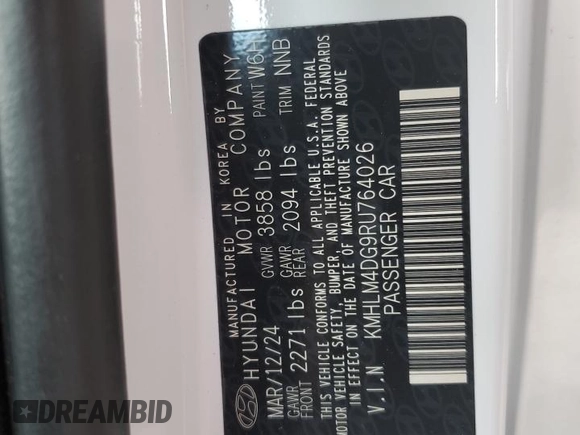 MANUFACTURED IN KOREA BY
HYUNDAI MOTOR COMPANY
MAR/12/24 GVWR 3858 lbs PAINT W6H
GAWR FRONT 2271 lbs GAWR REAR 2094 lbs TRIM NNB
THIS VEHICLE CONFORMS TO ALL APPLICABLE U.S.A. FEDERAL
MOTOR VEHICLE SAFETY, BUMPER, AND THEFT PREVENTION STANDARDS
IN EFFECT ON THE DATE OF MANUFACTURE SHOWN ABOVE
V.I.N KMHLM4DG9RU764026
PASSENGER CAR
DREAMBID